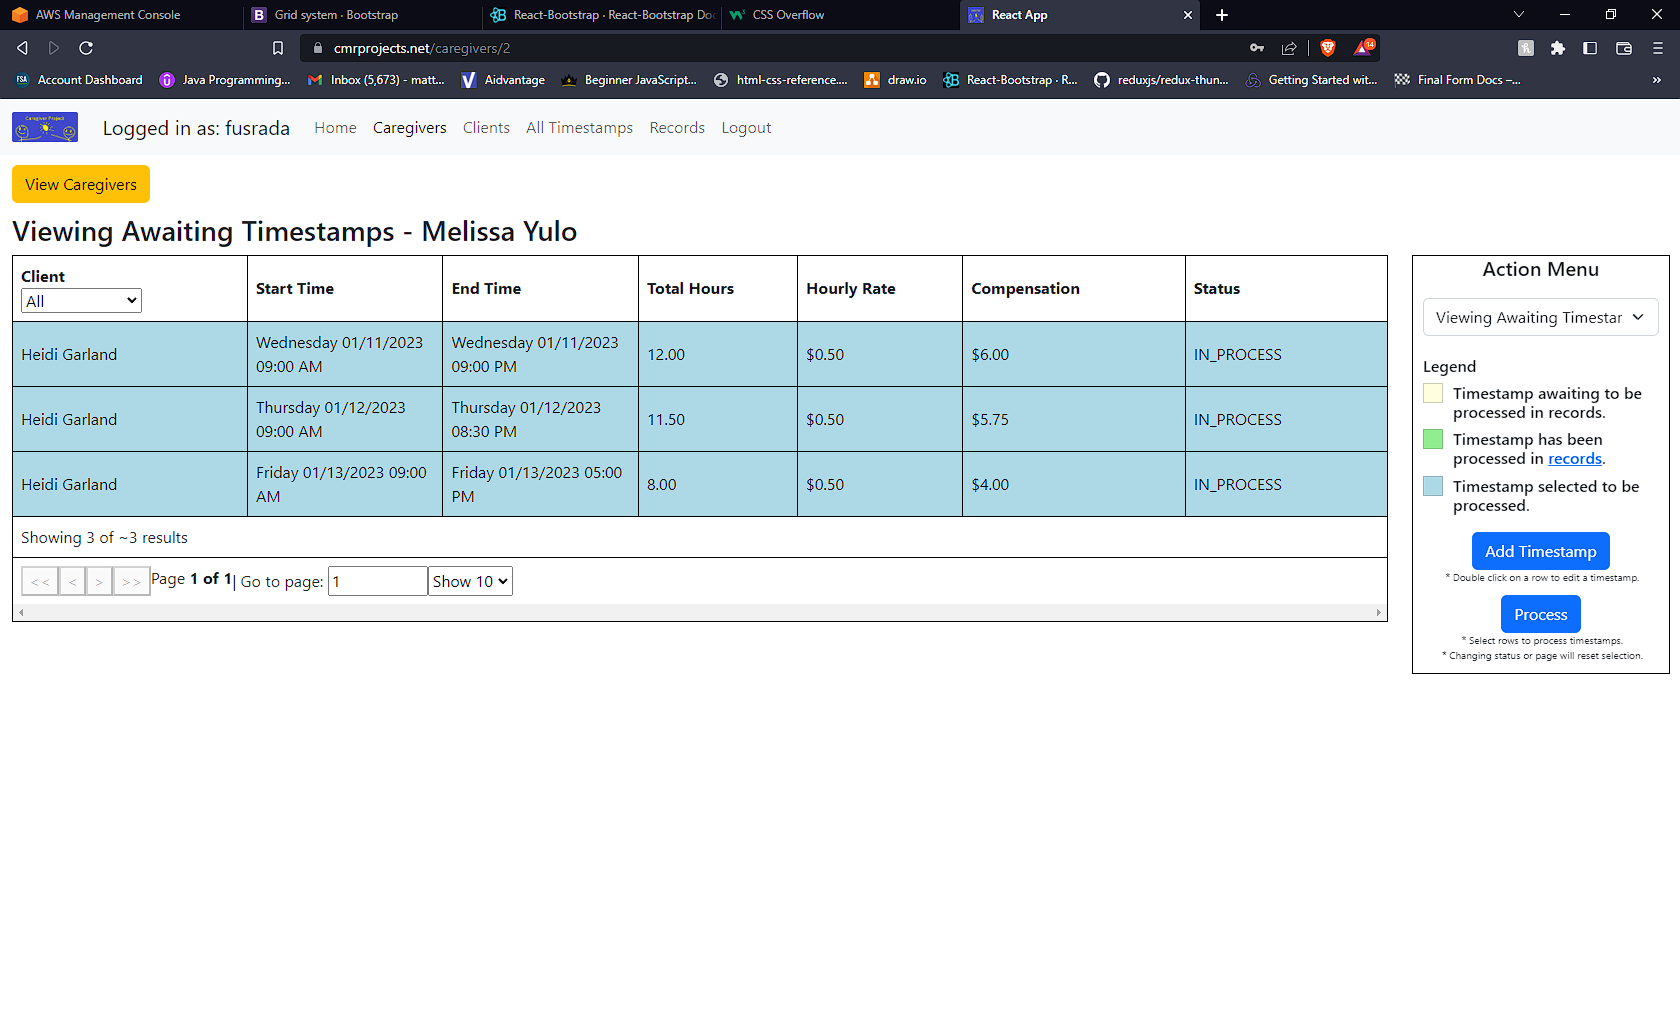 AWS Management Console
Grid system · Bootstrap
React-Bootstrap · React-Bootstrap Doc
CSS Overflow
React App
cmrprojects.net/caregivers/2
14
FSA Account Dashboard
Java Programming...
Inbox (5,673) - matt...
Aidvantage
Beginner JavaScript...
html-css-reference....
draw.io
React-Bootstrap · R...
reduxjs/redux-thun...
Getting Started wit...
Final Form Docs –...
»
Caregiver Project
Logged in as: fusrada
Home
Caregivers
Clients
All Timestamps
Records
Logout
View Caregivers
Viewing Awaiting Timestamps - Melissa Yulo
Client
All
Start Time
End Time
Total Hours
Hourly Rate
Compensation
Status
Heidi Garland
Wednesday 01/11/2023
09:00 AM
Wednesday 01/11/2023
09:00 PM
12.00
$0.50
$6.00
IN_PROCESS
Heidi Garland
Thursday 01/12/2023
09:00 AM
Thursday 01/12/2023
08:30 PM
11.50
$0.50
$5.75
IN_PROCESS
Heidi Garland
Friday 01/13/2023 09:00
AM
Friday 01/13/2023 05:00
PM
8.00
$0.50
$4.00
IN_PROCESS
Showing 3 of ~3 results
<< < > >> Page 1 of 1 | Go to page: 1 Show 10
Action Menu
Viewing Awaiting Timestar
Legend
Timestamp awaiting to be
processed in records.
Timestamp has been
processed in records.
Timestamp selected to be
processed.
Add Timestamp
* Double click on a row to edit a timestamp.
Process
* Select rows to process timestamps.
* Changing status or page will reset selection.